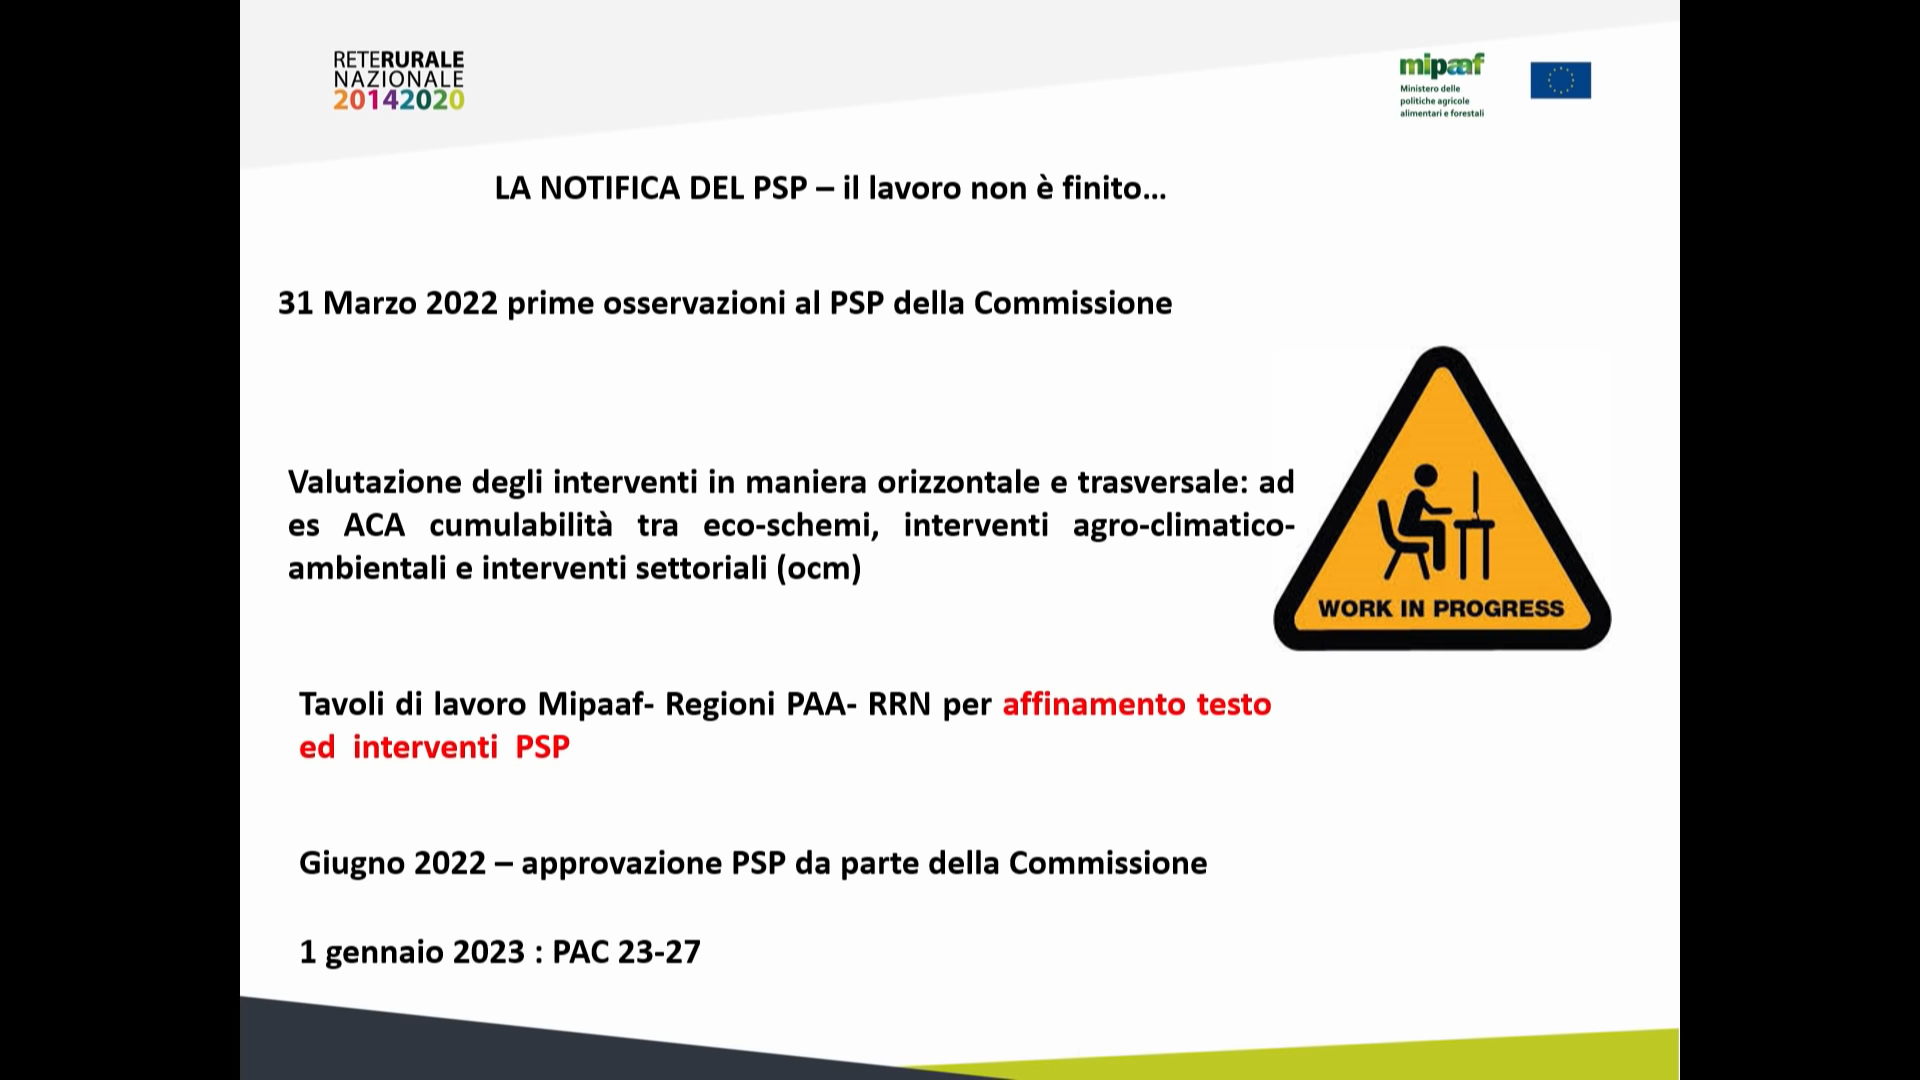 RETERURALE
NAZIONALE
20142020
mipaaf
Ministero delle
politiche agricole
alimentari e forestali
LA NOTIFICA DEL PSP – il lavoro non è finito...
31 Marzo 2022 prime osservazioni al PSP della Commissione
Valutazione degli interventi in maniera orizzontale e trasversale: ad
es ACA cumulabilità tra eco-schemi, interventi agro-climatico-
ambientali e interventi settoriali (ocm)
WORK IN PROGRESS
Tavoli di lavoro Mipaaf- Regioni PAA- RRN per affinamento testo
ed interventi PSP
Giugno 2022 – approvazione PSP da parte della Commissione
1 gennaio 2023 : PAC 23-27